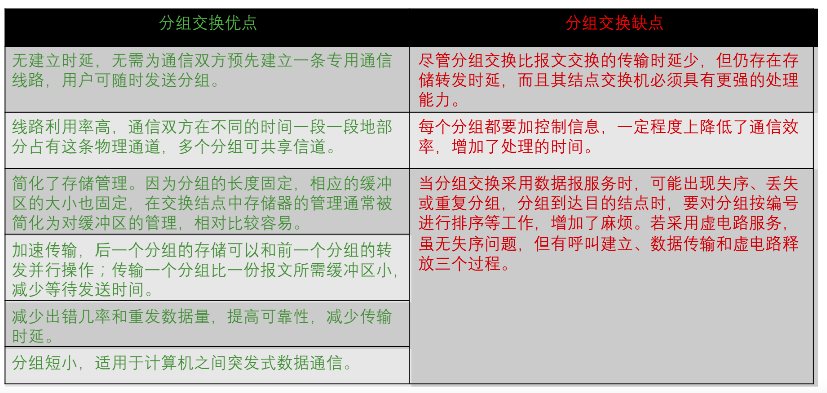 分组交换优点
分组交换缺点
无建立时延，无需为通信双方预先建立一条专用通信
线路，用户可随时发送分组。
尽管分组交换比报文交换的传输时延少，但仍存在存
储转发时延，而且其结点交换机必须具有更强的处理
能力。
线路利用率高，通信双方在不同的时间一段一段地部
分占有这条物理通道，多个分组可共享信道。
每个分组都要加控制信息，一定程度上降低了通信效
率，增加了处理的时间。
简化了存储管理。因为分组的长度固定，相应的缓冲
区的大小也固定，在交换结点中存储器的管理通常被
简化为对缓冲区的管理，相对比较容易。
当分组交换采用数据报服务时，可能出现失序、丢失
或重复分组，分组到达目的结点时，要对分组按编号
进行排序等工作，增加了麻烦。若采用虚电路服务，
虽无失序问题，但有呼叫建立、数据传输和虚电路释
放三个过程。
加速传输，后一个分组的存储可以和前一个分组的转
发并行操作；传输一个分组比一份报文所需缓冲区小，
减少等待发送时间。
减少出错几率和重发数据量，提高可靠性，减少传输
时延。
分组短小，适用于计算机之间突发式数据通信。